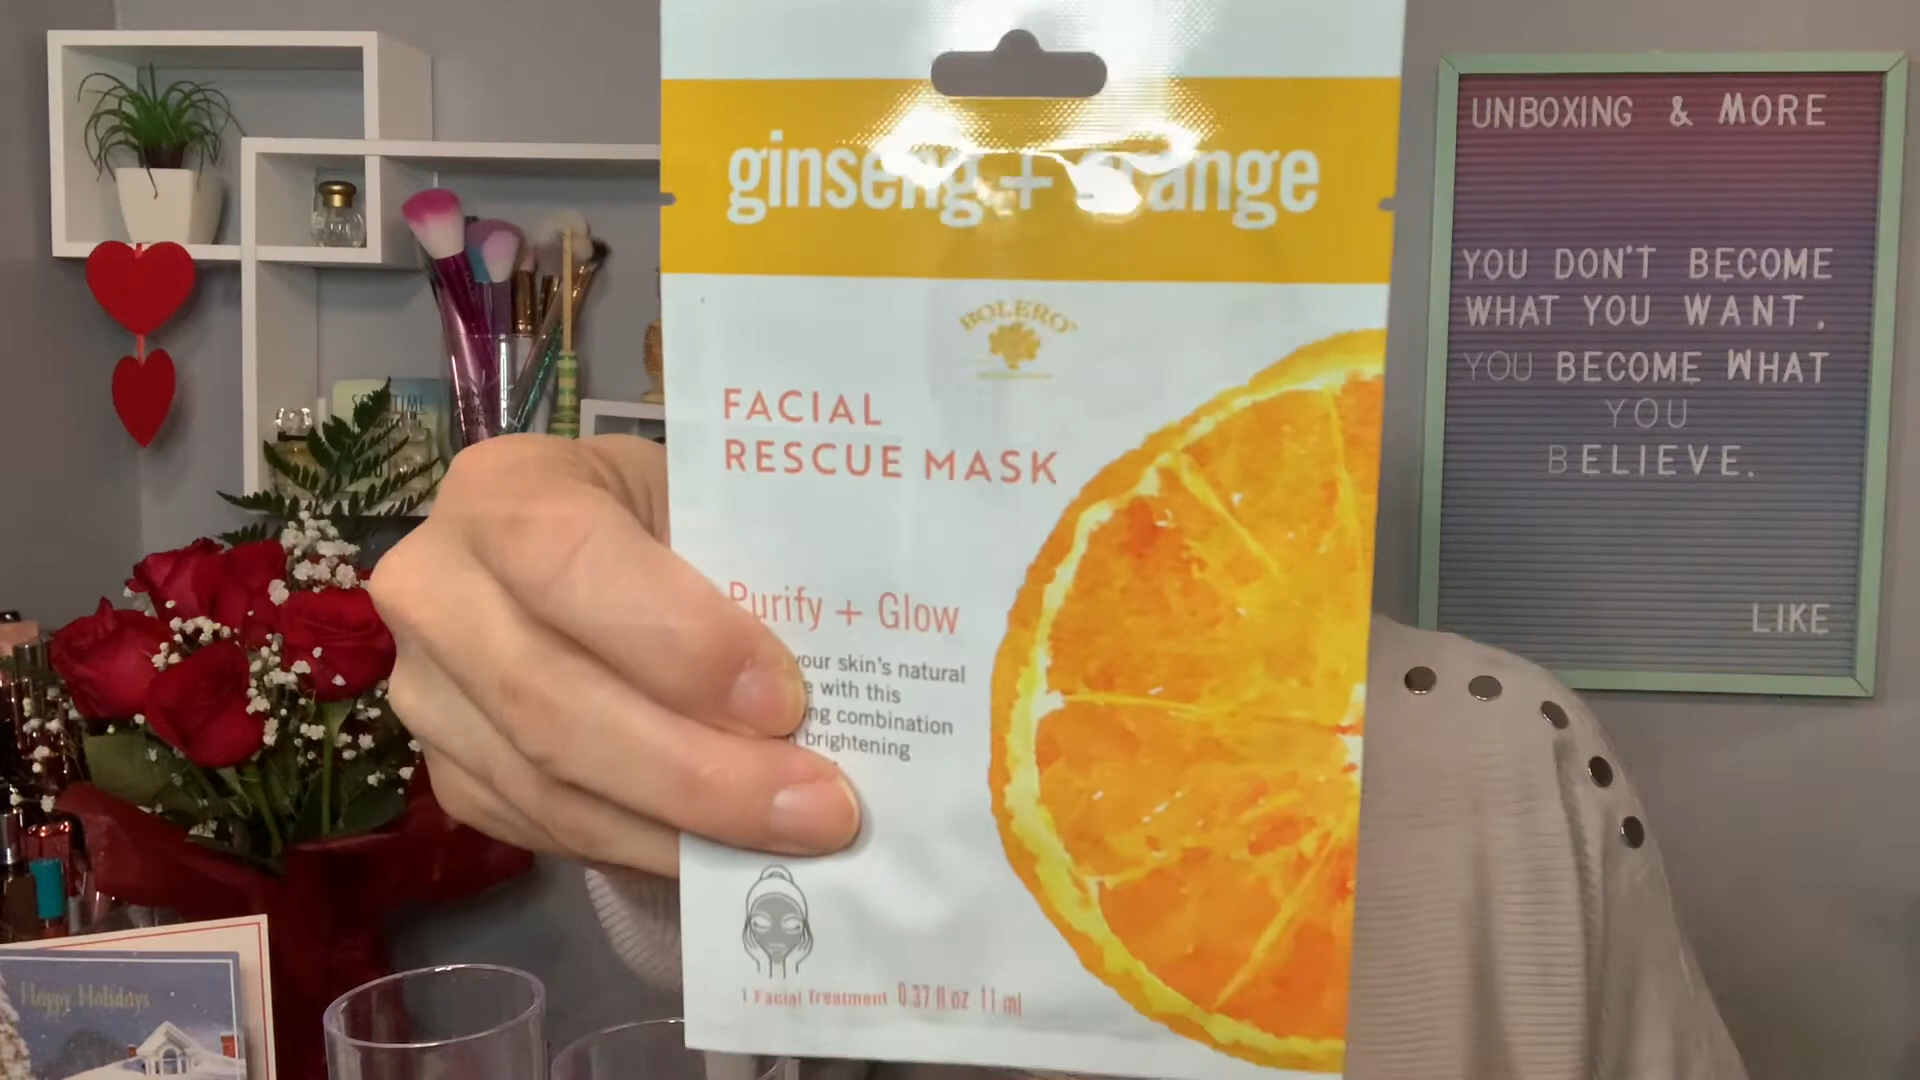 ginseng + orange
BOLERO
FACIAL
RESCUE MASK
Purify + Glow
your skin's natural
with this
combination
brightening
1 Facial Treatment 0.37 fl oz 11 ml
UNBOXING & MORE
YOU DON'T BECOME
WHAT YOU WANT,
YOU BECOME WHAT
YOU
BELIEVE.
LIKE
Happy Holidays